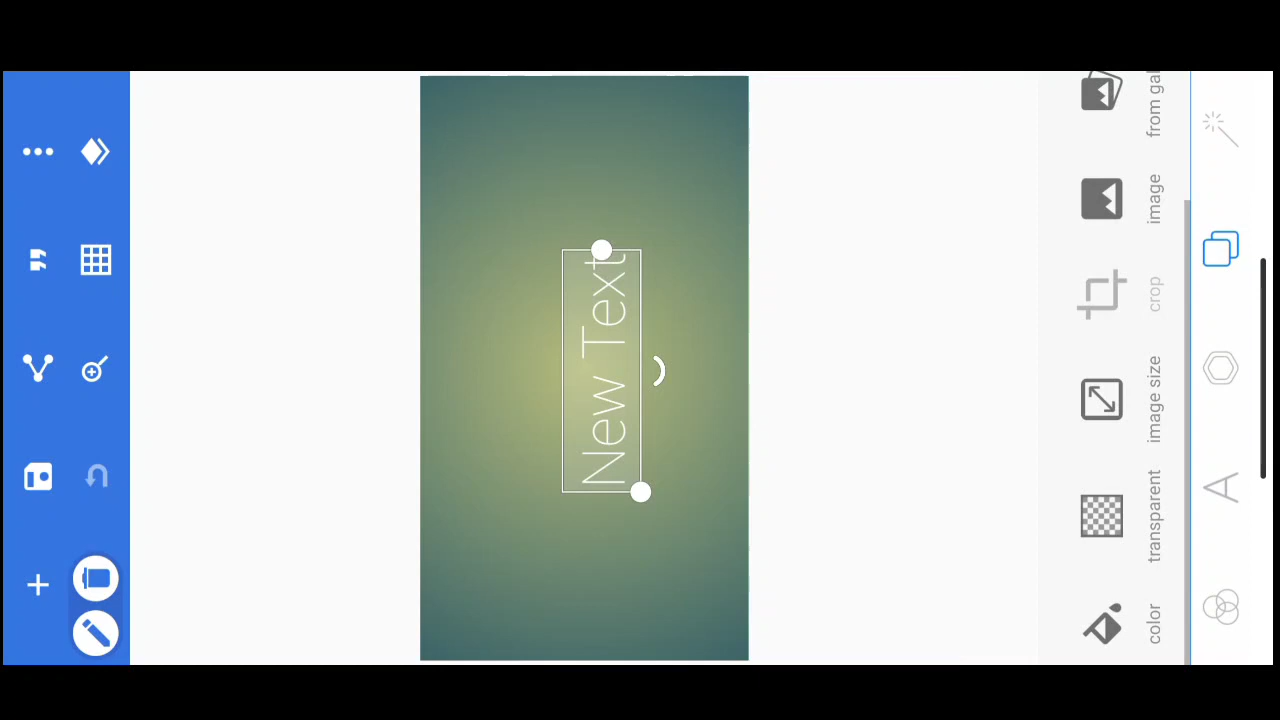 New Text
color
transparent
image size
crop
image
from gal